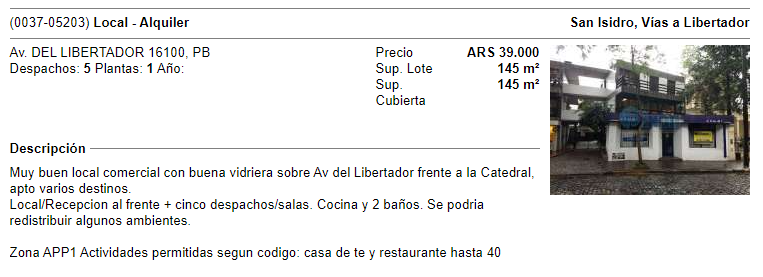 (0037-05203) Local - Alquiler
San Isidro, Vías a Libertador
Av. DEL LIBERTADOR 16100, PB
Despachos: 5 Plantas: 1 Año:
Precio ARS 39.000
Sup. Lote 145 m²
Sup. Cubierta 145 m²
Descripción
Muy buen local comercial con buena vidriera sobre Av del Libertador frente a la Catedral,
apto varios destinos.
Local/Recepcion al frente + cinco despachos/salas. Cocina y 2 baños. Se podria
redistribuir algunos ambientes.
Zona APP1 Actividades permitidas segun codigo: casa de te y restaurante hasta 40